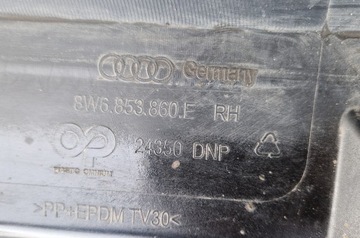 Germany
8W6.853.860.E RH
24350 DNP
>PP+EPDM TV30<